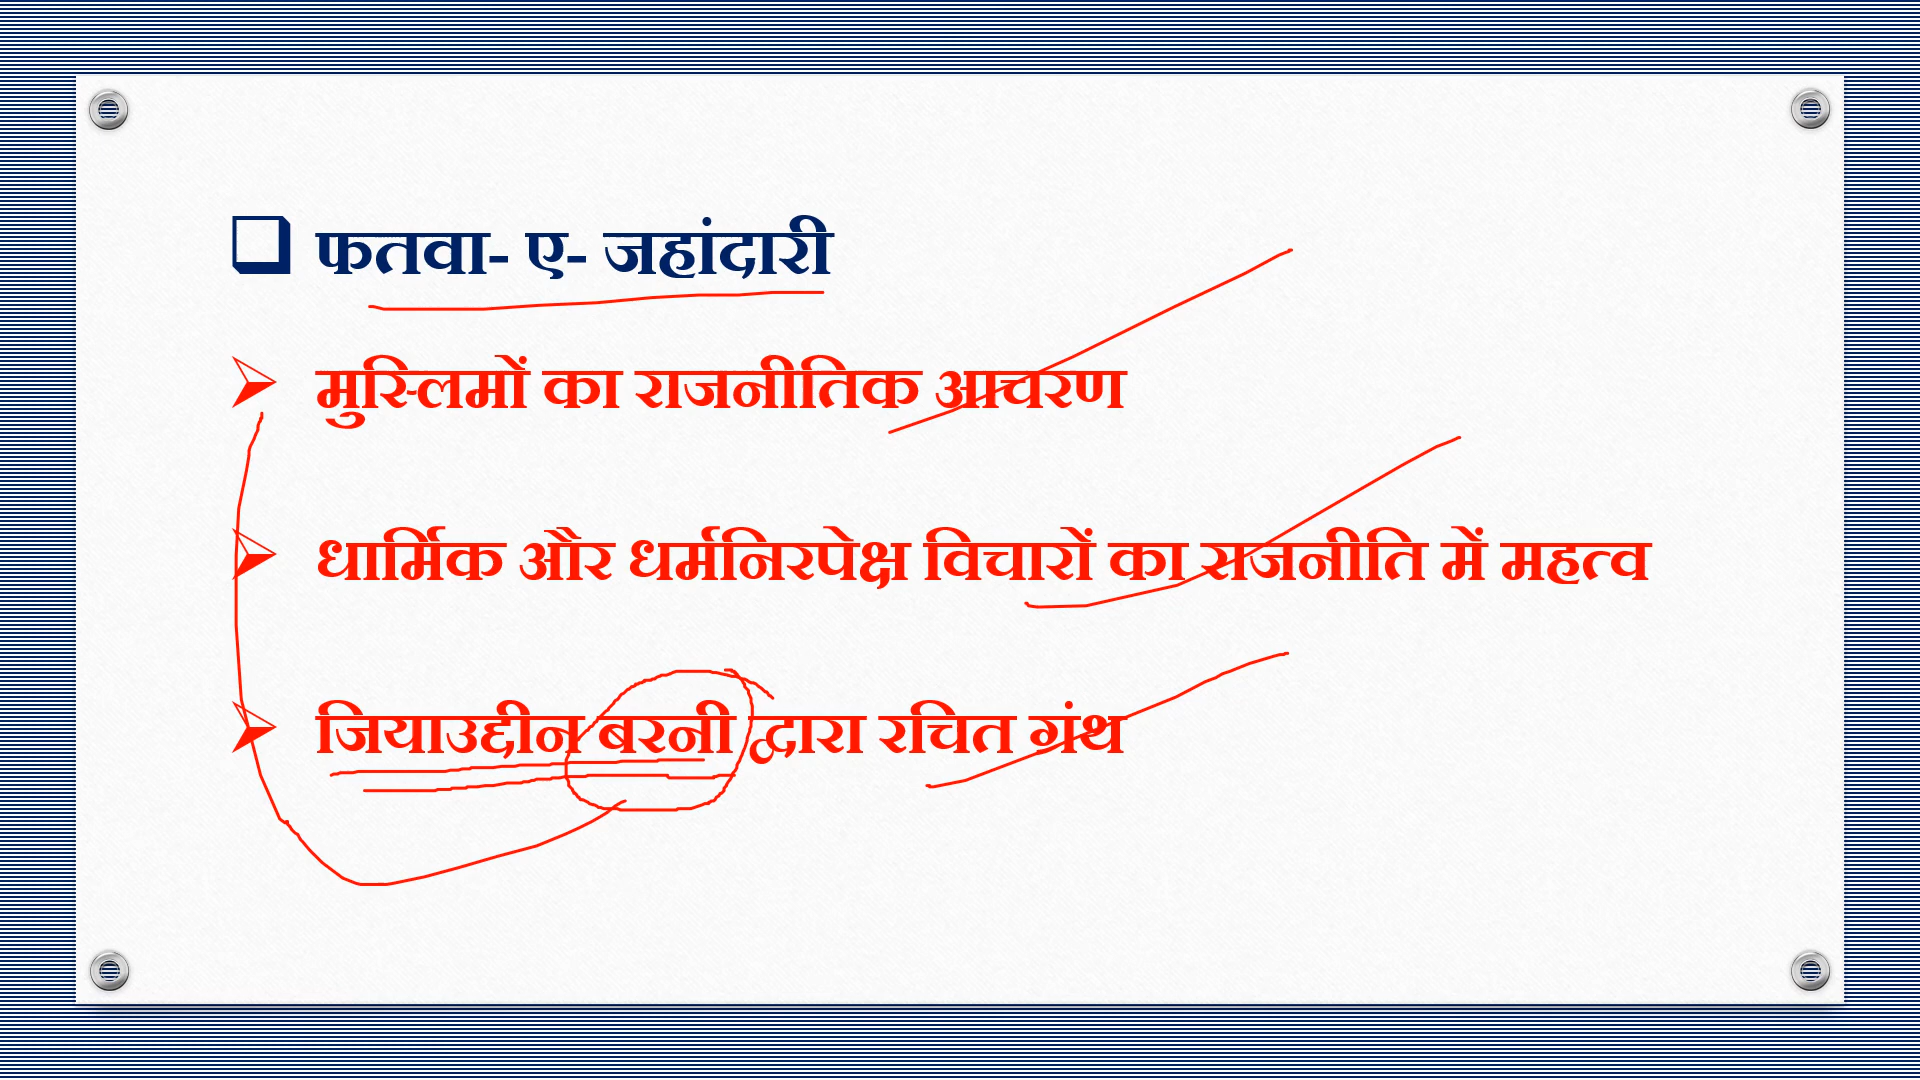 फतवा- ए- जहांदारी
मुस्लिमों का राजनीतिक आचरण
धार्मिक और धर्मनिरपेक्ष विचारों का राजनीति में महत्व
जियाउद्दीन बरनी द्वारा रचित गंथ